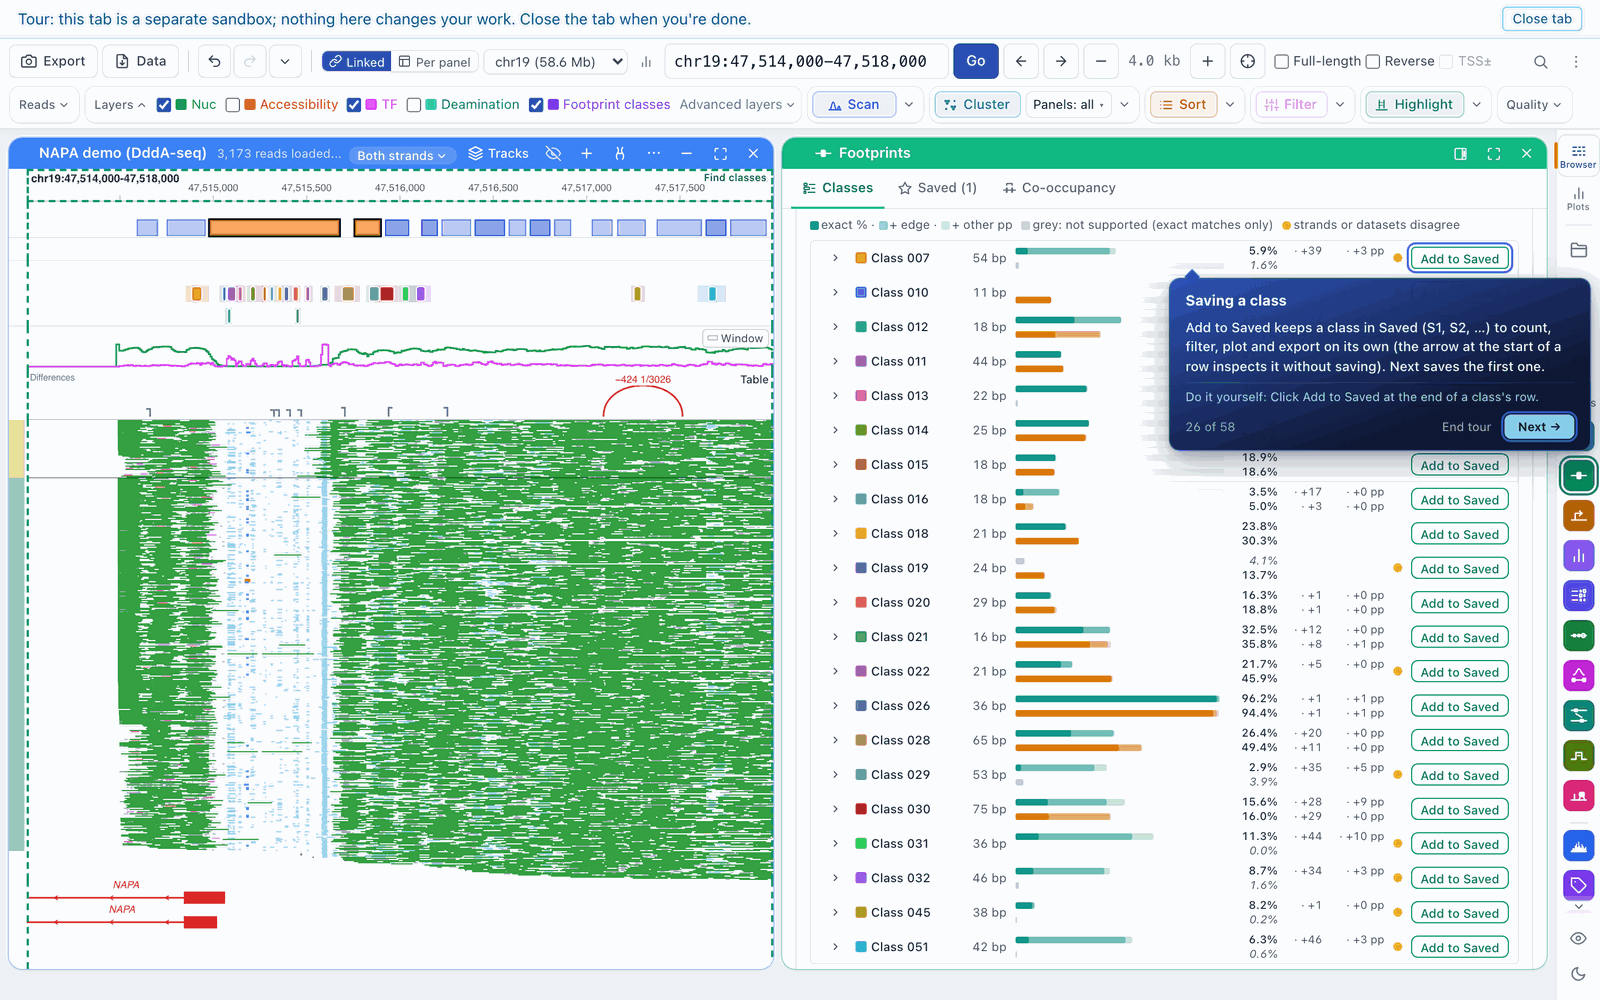 Tour: this tab is a separate sandbox; nothing here changes your work. Close the tab when you're done.
Close tab
Export
Data
Linked
Per panel
chr19 (58.6 Mb)
chr19:47,514,000–47,518,000
Go
4.0 kb
Full-length
Reverse
TSS±
Reads
Layers
Nuc
Accessibility
TF
Deamination
Footprint classes
Advanced layers
Scan
Cluster
Panels: all
Sort
Filter
Highlight
Quality
NAPA demo (DddA-seq)
3,173 reads loaded...
Both strands
Tracks
chr19:47,514,000-47,518,000
Find classes
47,515,000
47,515,500
47,516,000
47,516,500
47,517,000
47,517,500
Window
Differences
−424 1/3026
Table
NAPA
NAPA
Footprints
Classes
Saved (1)
Co-occupancy
exact % · + edge · + other pp · grey: not supported (exact matches only) strands or datasets disagree
Class 007 54 bp 5.9% · +39 · +3 pp Add to Saved
1.6%
Class 010 11 bp
Class 012 18 bp
Class 011 44 bp
Class 013 22 bp
Class 014 25 bp
Class 015 18 bp 18.9% Add to Saved
18.6%
Class 016 18 bp 3.5% · +17 · +0 pp Add to Saved
5.0% · +3 · +0 pp
Class 018 21 bp 23.8% Add to Saved
30.3%
Class 019 24 bp 4.1% Add to Saved
13.7%
Class 020 29 bp 16.3% · +1 · +0 pp Add to Saved
18.8% · +1 · +0 pp
Class 021 16 bp 32.5% · +12 · +0 pp Add to Saved
35.8% · +8 · +1 pp
Class 022 21 bp 21.7% · +5 · +0 pp Add to Saved
45.9%
Class 026 36 bp 96.2% · +1 · +1 pp Add to Saved
94.4% · +1 · +1 pp
Class 028 65 bp 26.4% · +20 · +0 pp Add to Saved
49.4% · +11 · +0 pp
Class 029 53 bp 2.9% · +35 · +5 pp Add to Saved
3.9%
Class 030 75 bp 15.6% · +28 · +9 pp Add to Saved
16.0% · +29 · +0 pp
Class 031 36 bp 11.3% · +44 · +10 pp Add to Saved
0.0%
Class 032 46 bp 8.7% · +34 · +3 pp Add to Saved
1.6%
Class 045 38 bp 8.2% · +1 · +0 pp Add to Saved
0.2%
Class 051 42 bp 6.3% · +46 · +3 pp Add to Saved
0.6%
Saving a class
Add to Saved keeps a class in Saved (S1, S2, ...) to count,
filter, plot and export on its own (the arrow at the start of a
row inspects it without saving). Next saves the first one.
Do it yourself: Click Add to Saved at the end of a class's row.
26 of 58
End tour
Next →
Browser
Plots